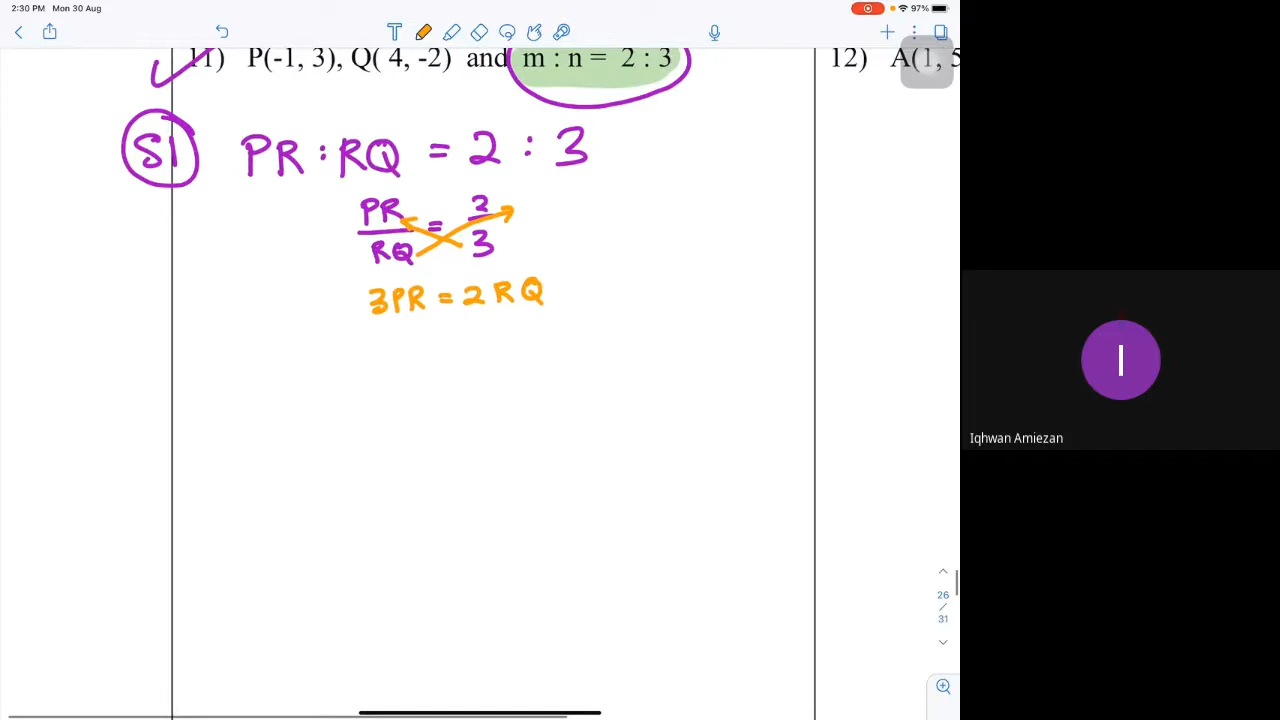 2:30 PM Mon 30 Aug
97%
11) P(-1, 3), Q( 4, -2) and m : n = 2 : 3
12) A(1, 5
S1 PR : RQ = 2 : 3
PR/RQ = 2/3
3PR = 2RQ
I
Iqhwan Amiezan
26
/
31